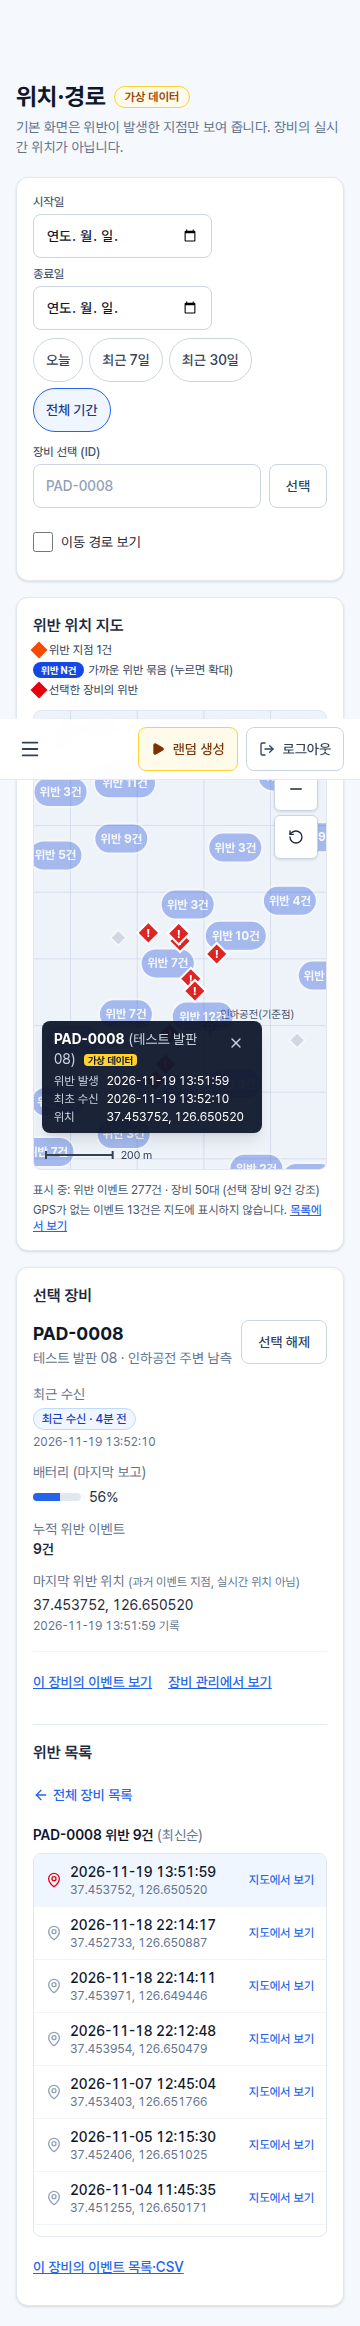 위치·경로 가상 데이터
기본 화면은 위반이 발생한 지점만 보여 줍니다. 장비의 실시
간 위치가 아닙니다.
시작일
연도. 월. 일.
종료일
연도. 월. 일.
오늘 최근 7일 최근 30일
전체 기간
장비 선택 (ID)
PAD-0008 선택
이동 경로 보기
위반 위치 지도
위반 지점 1건
위반 N건 가까운 위반 묶음 (누르면 확대)
선택한 장비의 위반
랜덤 생성 로그아웃
위반 3건 위반 11건
위반 9건 위반 3건
위반 5건
위반 3건 위반 4건
위반 10건
위반 7건 위반
위반 7건 위반 12건 인하공전(기준점)
PAD-0008 (테스트 발판
08) 가상 데이터
위반 발생 2026-11-19 13:51:59
최초 수신 2026-11-19 13:52:10
위치 37.453752, 126.650520
위반 3건
위반 7건
200 m
위반 2건
표시 중: 위반 이벤트 277건 · 장비 50대 (선택 장비 9건 강조)
GPS가 없는 이벤트 13건은 지도에 표시하지 않습니다. 목록에
서 보기
선택 장비
PAD-0008 선택 해제
테스트 발판 08 · 인하공전 주변 남측
최근 수신
최근 수신 · 4분 전
2026-11-19 13:52:10
배터리 (마지막 보고)
56%
누적 위반 이벤트
9건
마지막 위반 위치 (과거 이벤트 지점, 실시간 위치 아님)
37.453752, 126.650520
2026-11-19 13:51:59 기록
이 장비의 이벤트 보기 장비 관리에서 보기
위반 목록
← 전체 장비 목록
PAD-0008 위반 9건 (최신순)
2026-11-19 13:51:59 지도에서 보기
37.453752, 126.650520
2026-11-18 22:14:17 지도에서 보기
37.452733, 126.650887
2026-11-18 22:14:11 지도에서 보기
37.453971, 126.649446
2026-11-18 22:12:48 지도에서 보기
37.453954, 126.650479
2026-11-07 12:45:04 지도에서 보기
37.453403, 126.651766
2026-11-05 12:15:30 지도에서 보기
37.452406, 126.651025
2026-11-04 11:45:35 지도에서 보기
37.451255, 126.650171
이 장비의 이벤트 목록·CSV